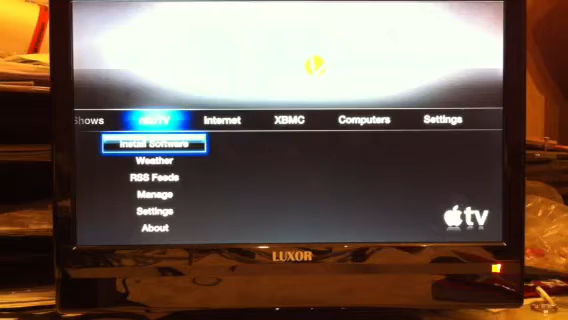 Shows Internet XBMC Computers Settings
Install Software
Weather
RSS Feeds
Manage
Settings
About
tv
LUXOR